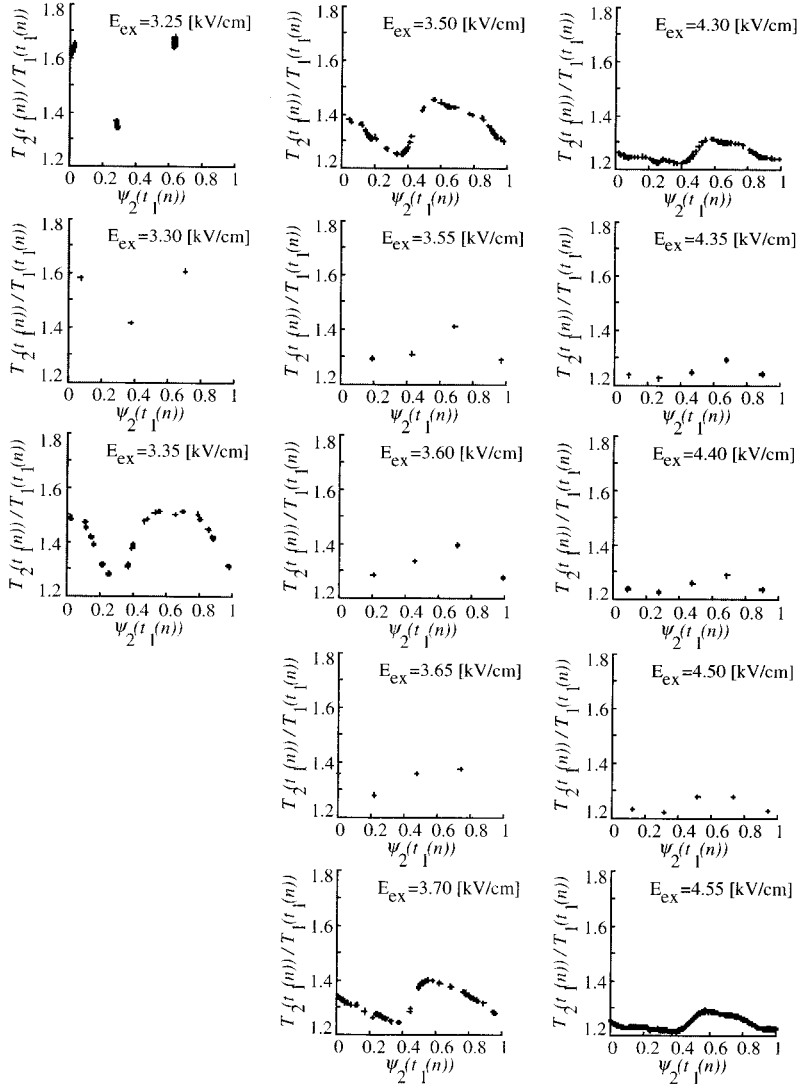 E_ex=3.25 [kV/cm]
T_2(t_1(n))/T_1(t_1(n))
1.8
1.6
1.4
1.2
0 0.2 0.4 0.6 0.8 1
ψ_2(t_1(n))
E_ex=3.50 [kV/cm]
T_2(t_1(n))/T_1(t_1(n))
1.8
1.6
1.4
1.2
0 0.2 0.4 0.6 0.8 1
ψ_2(t_1(n))
E_ex=4.30 [kV/cm]
T_2(t_1(n))/T_1(t_1(n))
1.8
1.6
1.4
1.2
0 0.2 0.4 0.6 0.8 1
ψ_2(t_1(n))
E_ex=3.30 [kV/cm]
T_2(t_1(n))/T_1(t_1(n))
1.8
1.6
1.4
1.2
0 0.2 0.4 0.6 0.8 1
ψ_2(t_1(n))
E_ex=3.55 [kV/cm]
T_2(t_1(n))/T_1(t_1(n))
1.8
1.6
1.4
1.2
0 0.2 0.4 0.6 0.8 1
ψ_2(t_1(n))
E_ex=4.35 [kV/cm]
T_2(t_1(n))/T_1(t_1(n))
1.8
1.6
1.4
1.2
0 0.2 0.4 0.6 0.8 1
ψ_2(t_1(n))
E_ex=3.35 [kV/cm]
T_2(t_1(n))/T_1(t_1(n))
1.8
1.6
1.4
1.2
0 0.2 0.4 0.6 0.8 1
ψ_2(t_1(n))
E_ex=3.60 [kV/cm]
T_2(t_1(n))/T_1(t_1(n))
1.8
1.6
1.4
1.2
0 0.2 0.4 0.6 0.8 1
ψ_2(t_1(n))
E_ex=4.40 [kV/cm]
T_2(t_1(n))/T_1(t_1(n))
1.8
1.6
1.4
1.2
0 0.2 0.4 0.6 0.8 1
ψ_2(t_1(n))
E_ex=3.65 [kV/cm]
T_2(t_1(n))/T_1(t_1(n))
1.8
1.6
1.4
1.2
0 0.2 0.4 0.6 0.8 1
ψ_2(t_1(n))
E_ex=4.50 [kV/cm]
T_2(t_1(n))/T_1(t_1(n))
1.8
1.6
1.4
1.2
0 0.2 0.4 0.6 0.8 1
ψ_2(t_1(n))
E_ex=3.70 [kV/cm]
T_2(t_1(n))/T_1(t_1(n))
1.8
1.6
1.4
1.2
0 0.2 0.4 0.6 0.8 1
ψ_2(t_1(n))
E_ex=4.55 [kV/cm]
T_2(t_1(n))/T_1(t_1(n))
1.8
1.6
1.4
1.2
0 0.2 0.4 0.6 0.8 1
ψ_2(t_1(n))